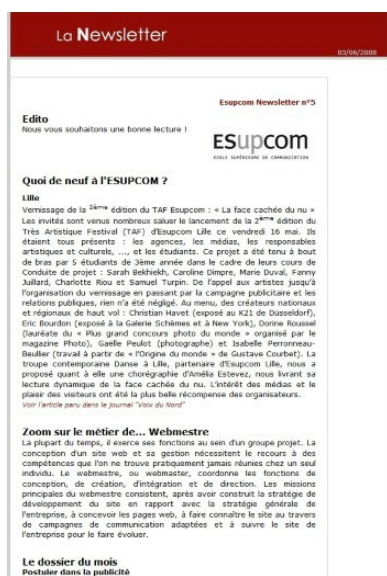 La Newsletter
03/06/2008
Esupcom Newsletter n°5
Edito
Nous vous souhaitons une bonne lecture !
ESupcom
ECOLE SUPERIEURE DE COMMUNICATION
Quoi de neuf à l'ESUPCOM ?
Lille
Vernissage de la 2ème édition du TAF Esupcom : « La face cachée du nu »
Les invités sont venus nombreux saluer le lancement de la 2ème édition du
Très Artistique Festival (TAF) d'Esupcom Lille ce vendredi 16 mai. Ils
étaient tous présents : les agences, les médias, les responsables
artistiques et culturels, ..., et les étudiants. Ce projet a été tenu à bout
de bras par 5 étudiants de 3ème année dans le cadre de leurs cours de
Conduite de projet : Sarah Bekhiekh, Caroline Dimpre, Marie Duval, Fanny
Juillard, Charlotte Riou et Samuel Turpin. De l'appel aux artistes jusqu'à
l'organisation du vernissage en passant par la campagne publicitaire et les
relations publiques, rien n'a été négligé. Au menu, des créateurs nationaux
et régionaux de haut vol : Christian Havet (exposé au K21 de Düsseldorf),
Eric Bourdon (exposé à la Galerie Schèmes et à New York), Dorine Roussel
(lauréate du « Plus grand concours photo du monde » organisé par le
magazine Photo), Gaëlle Peulot (photographe) et Isabelle Perronneau-
Beullier (travail à partir de « l'Origine du monde » de Gustave Courbet). La
troupe contemporaine Danse à Lille, partenaire d'Esupcom Lille, nous a
proposé quant à elle une chorégraphie d'Amélia Estevez, nous livrant sa
lecture dynamique de la face cachée du nu. L'intérêt des médias et le
plaisir des visiteurs ont été la plus belle récompense des organisateurs.
Voir l'article paru dans le journal "Voix du Nord"
Zoom sur le métier de... Webmestre
La plupart du temps, il exerce ses fonctions au sein d'un groupe projet. La
conception d'un site web et sa gestion nécessitent le recours à des
compétences que l'on ne trouve pratiquement jamais réunies chez un seul
individu. Le webmestre, ou webmaster, coordonne les fonctions de
conception, de création, d'intégration et de direction. Les missions
principales du webmestre consistent, après avoir construit la stratégie de
développement du site en rapport avec la stratégie générale de
l'entreprise, à concevoir les pages web, à faire connaître le site au travers
de campagnes de communication adaptées et à suivre le site de
l'entreprise pour le faire évoluer.
Le dossier du mois
Postuler dans la publicité